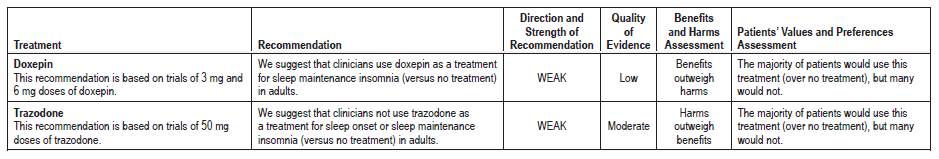 Treatment
Recommendation
Direction and
Strength of
Recommendation
Quality
of
Evidence
Benefits
and Harms
Assessment
Patients' Values and Preferences
Assessment
Doxepin
This recommendation is based on trials of 3 mg and
6 mg doses of doxepin.
We suggest that clinicians use doxepin as a treatment
for sleep maintenance insomnia (versus no treatment)
in adults.
WEAK
Low
Benefits
outweigh
harms
The majority of patients would use this
treatment (over no treatment), but many
would not.
Trazodone
This recommendation is based on trials of 50 mg
doses of trazodone.
We suggest that clinicians not use trazodone as
a treatment for sleep onset or sleep maintenance
insomnia (versus no treatment) in adults.
WEAK
Moderate
Harms
outweigh
benefits
The majority of patients would use this
treatment (over no treatment), but many
would not.